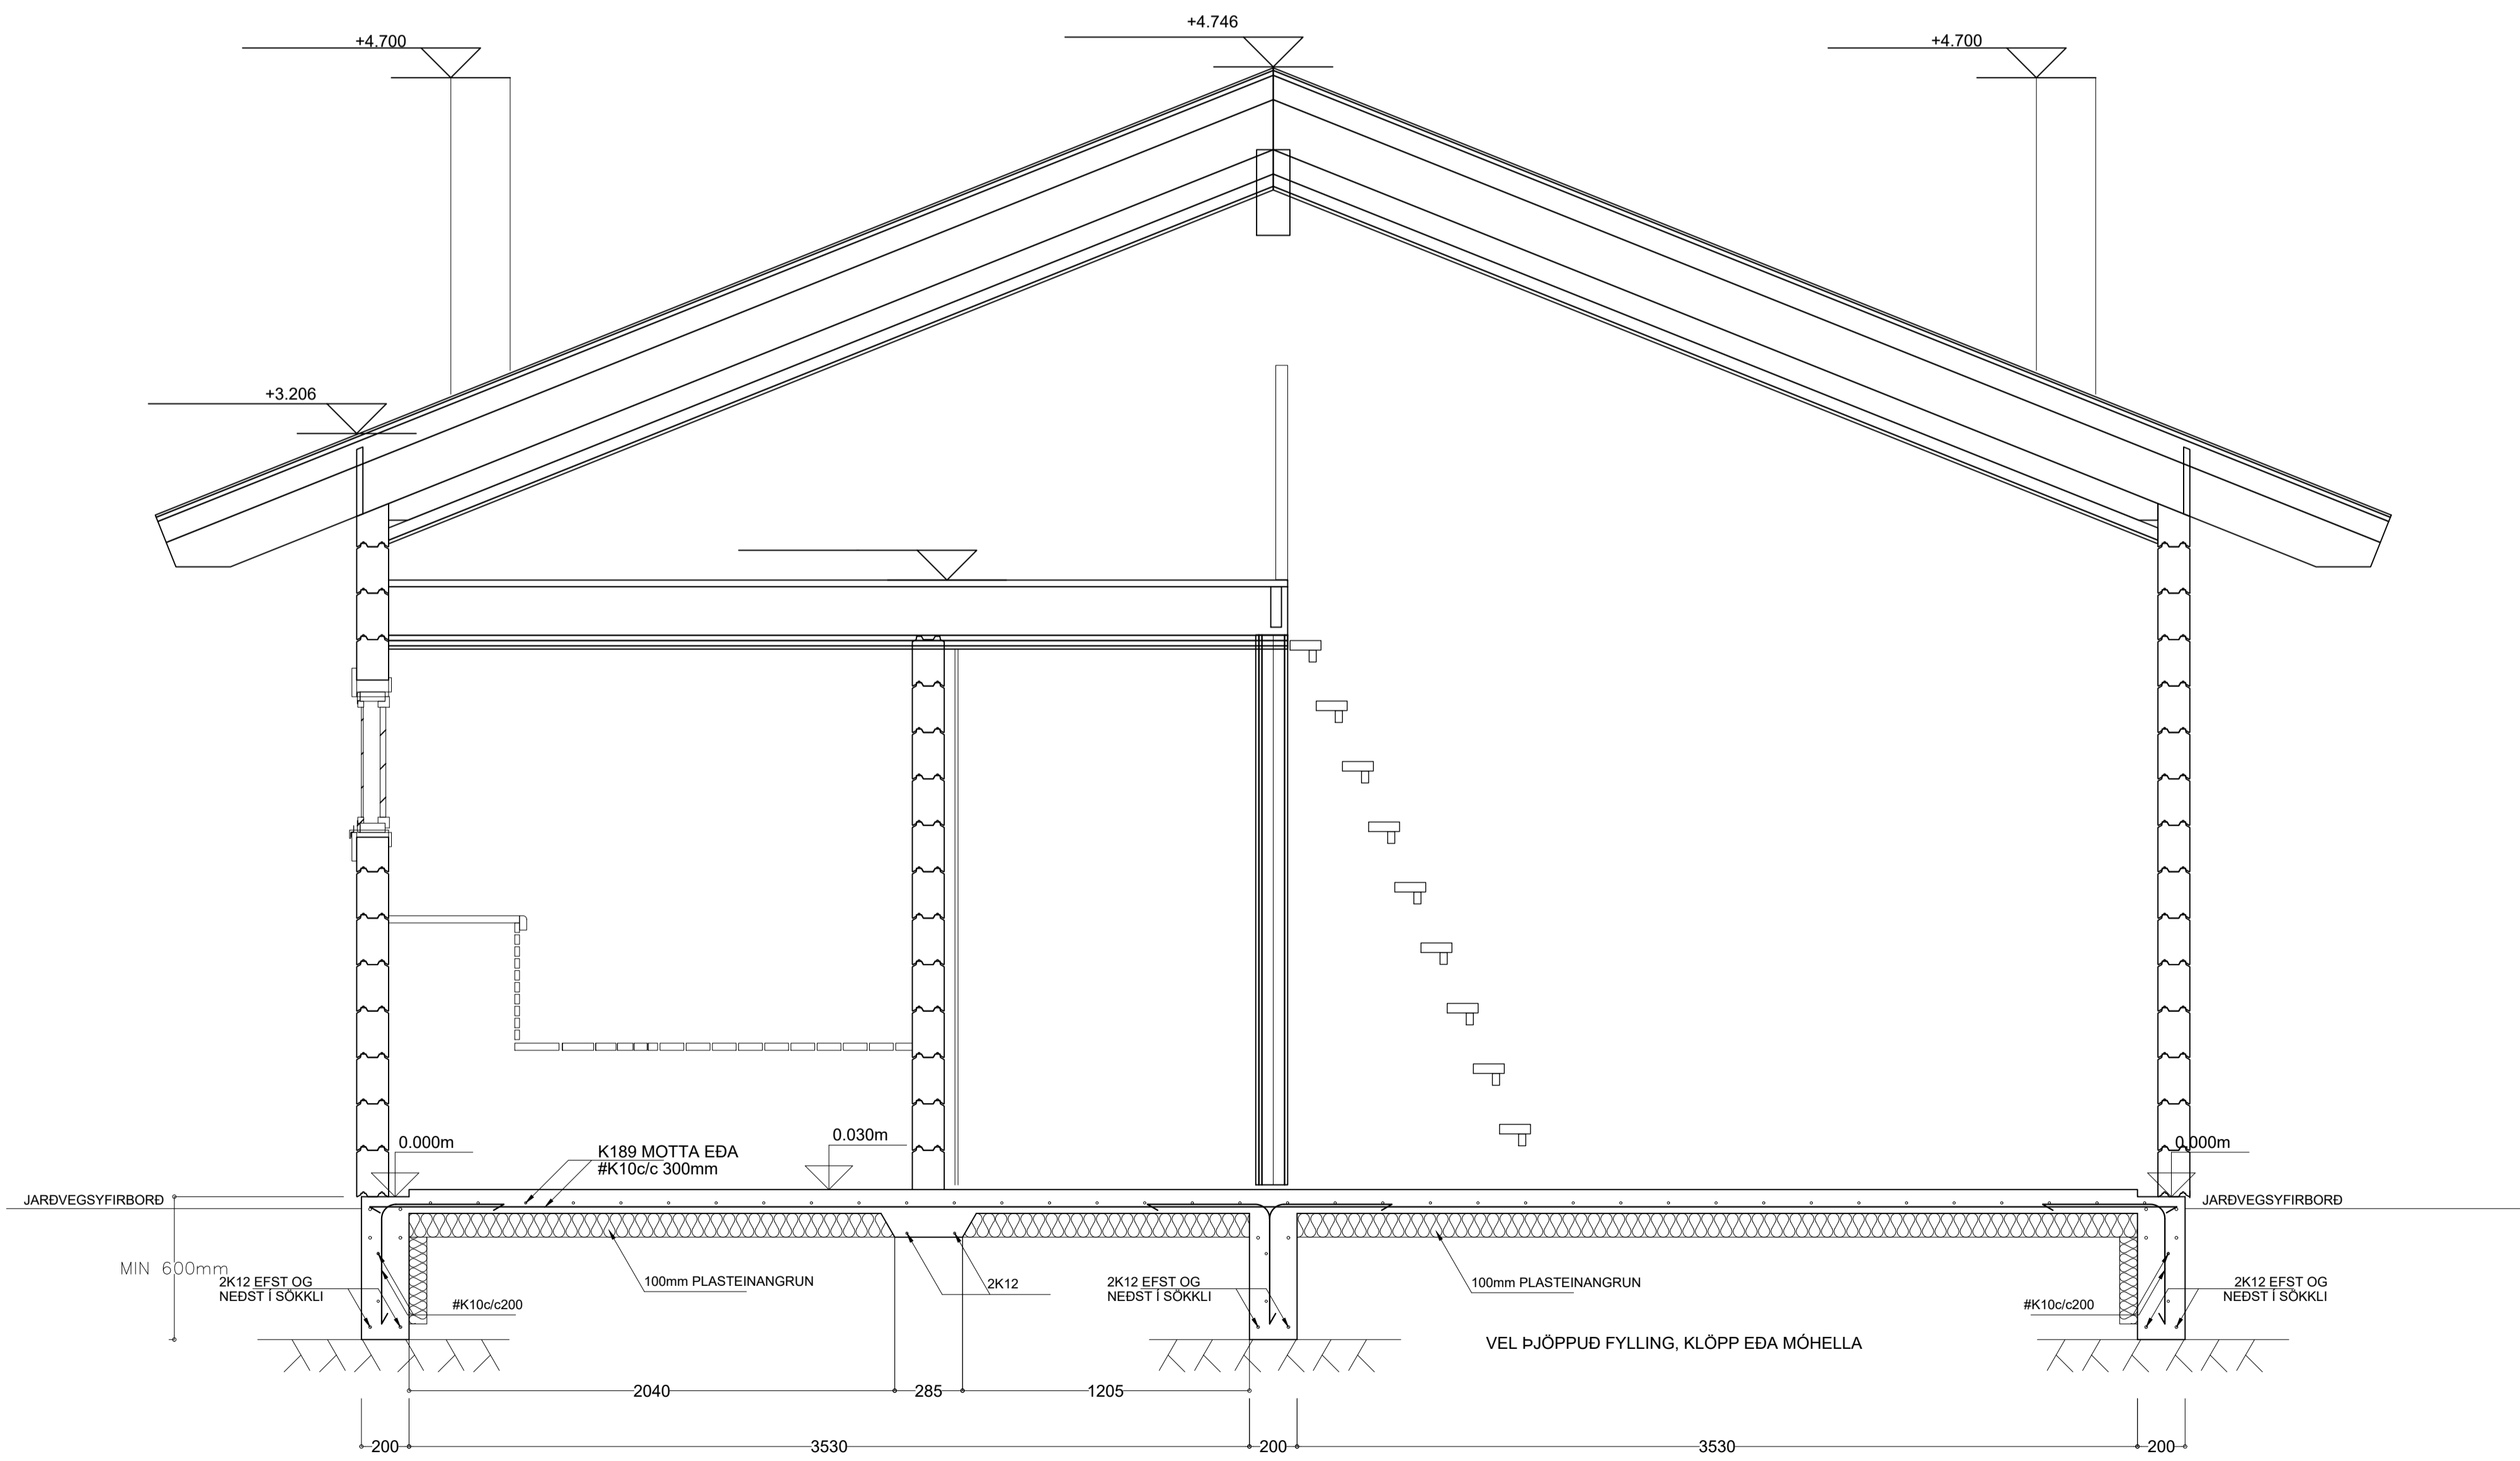 +4.746
+4.700
+4.700
+3.206
0.030m
0.000m
0.000m
K189 MOTTA EÐA
#K10c/c 300mm
JARÐVEGSYFIRBORÐ
JARÐVEGSYFIRBORÐ
MIN 600mm
2K12 EFST OG
NEÐST Í SÖKKLI
#K10c/c200
100mm PLASTEINANGRUN
2K12
2K12 EFST OG
NEÐST Í SÖKKLI
100mm PLASTEINANGRUN
#K10c/c200
2K12 EFST OG
NEÐST Í SÖKKLI
VEL ÞJÖPPUÐ FYLLING, KLÖPP EÐA MÓHELLA
2040
285
1205
200
3530
200
3530
200